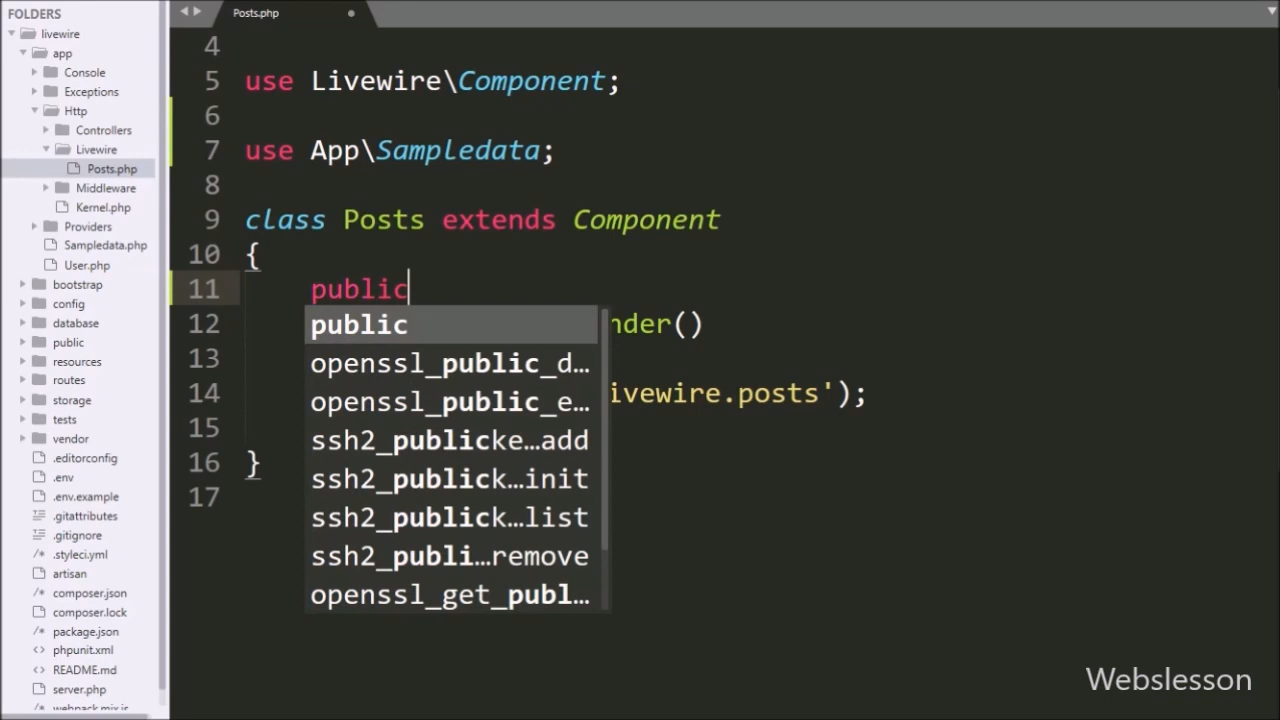 FOLDERS
livewire
app
Console
Exceptions
Http
Controllers
Livewire
Posts.php
Middleware
Kernel.php
Providers
Sampledata.php
User.php
bootstrap
config
database
public
resources
routes
storage
tests
vendor
.editorconfig
.env
.env.example
.gitattributes
.gitignore
.styleci.yml
artisan
composer.json
composer.lock
package.json
phpunit.xml
README.md
server.php
webpack.mix.js
Posts.php
4
5 use Livewire\Component;
6
7 use App\Sampledata;
8
9 class Posts extends Component
10 {
11 public
12 nder()
13
14 ivewire.posts');
15
16 }
17
public
openssl_public_d…
openssl_public_e…
ssh2_publicke…add
ssh2_publick…init
ssh2_publick…list
ssh2_publi…remove
openssl_get_publ…
Webslesson